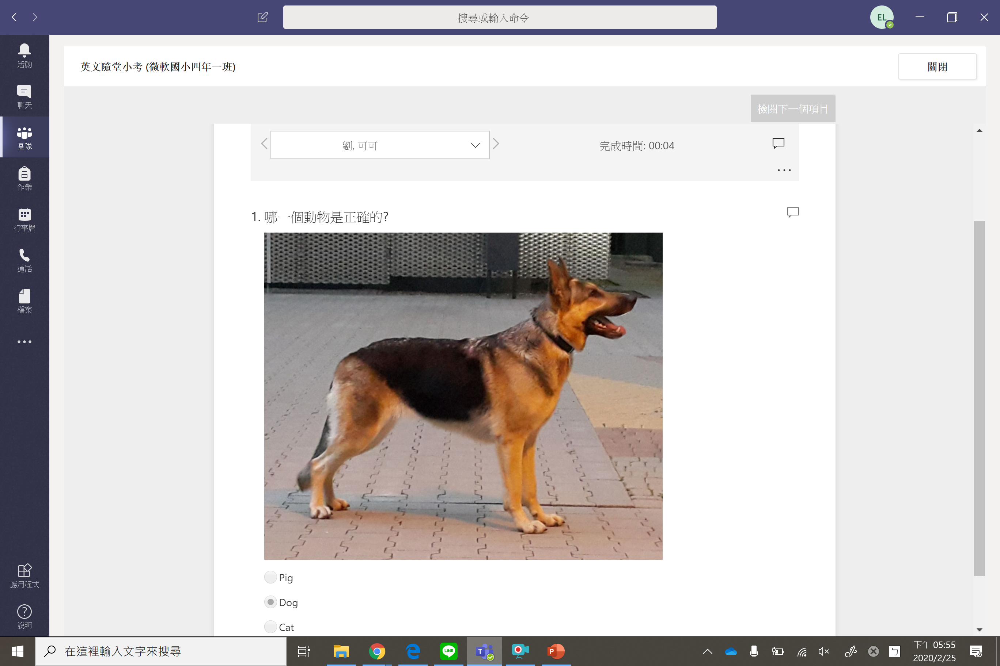 搜尋或輸入命令
EL
活動
聊天
團隊
作業
行事曆
通話
檔案
應用程式
說明
英文隨堂小考 (微軟國小四年一班)
關閉
檢閱下一個項目
劉, 可可
完成時間: 00:04
1. 哪一個動物是正確的?
Pig
Dog
Cat
在這裡輸入文字來搜尋
LINE
T
P
ㄅ
下午 05:55
2020/2/25